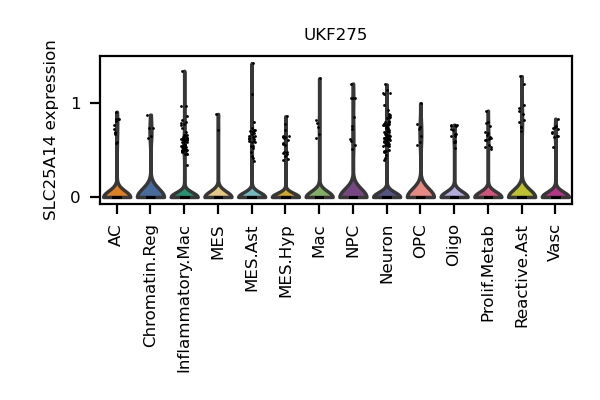 UKF275
SLC25A14 expression
1
0
AC
Chromatin.Reg
Inflammatory.Mac
MES
MES.Ast
MES.Hyp
Mac
NPC
Neuron
OPC
Oligo
Prolif.Metab
Reactive.Ast
Vasc